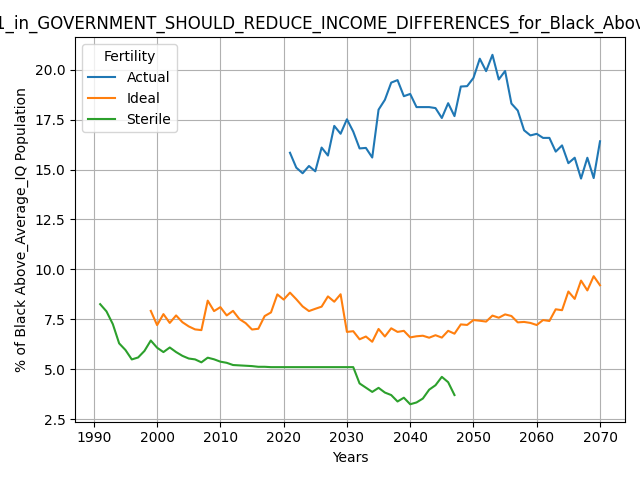 1_in_GOVERNMENT_SHOULD_REDUCE_INCOME_DIFFERENCES_for_Black_Abov
Fertility
Actual
Ideal
Sterile
% of Black Above_Average_IQ Population
20.0
17.5
15.0
12.5
10.0
7.5
5.0
2.5
1990 2000 2010 2020 2030 2040 2050 2060 2070
Years